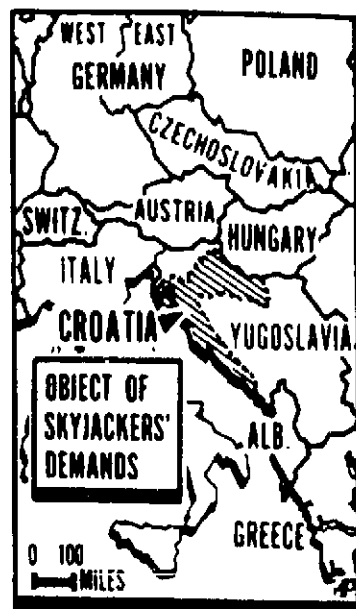 WEST EAST
GERMANY
POLAND
CZECHOSLOVAKIA
SWITZ.
AUSTRIA
HUNGARY
ITALY
CROATIA
YUGOSLAVIA
OBJECT OF
SKYJACKERS'
DEMANDS
ALB.
GREECE
0 100
MILES
AP